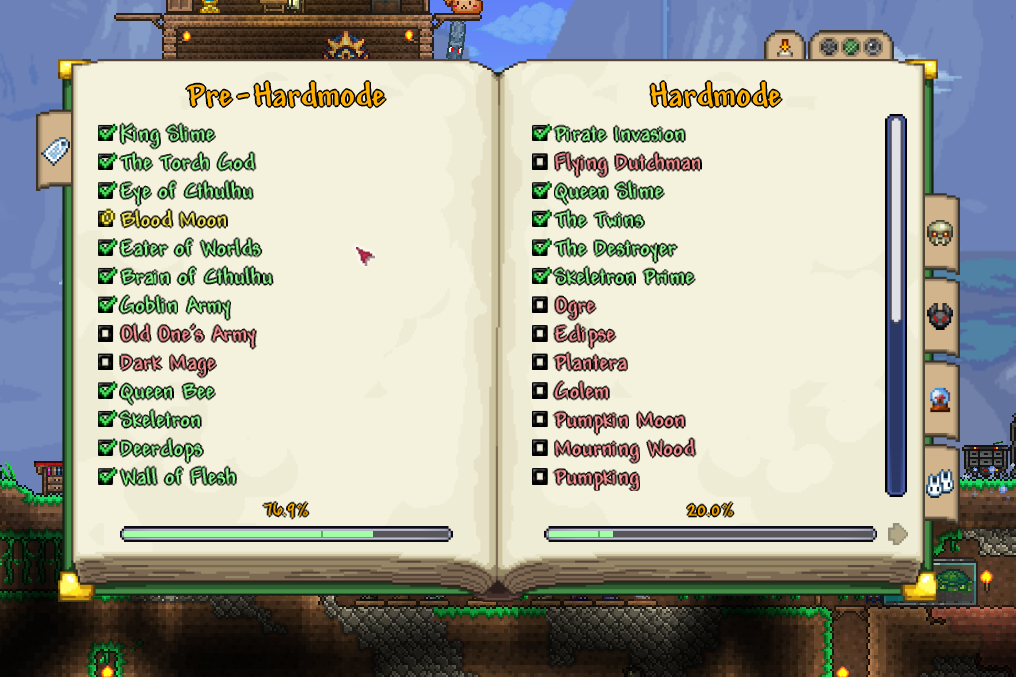 Pre-Hardmode
King Slime
The Torch God
Eye of Cthulhu
Blood Moon
Eater of Worlds
Brain of Cthulhu
Goblin Army
Old One's Army
Dark Mage
Queen Bee
Skeletron
Deerclops
Wall of Flesh
76.9%
Hardmode
Pirate Invasion
Flying Dutchman
Queen Slime
The Twins
The Destroyer
Skeletron Prime
Ogre
Eclipse
Plantera
Golem
Pumpkin Moon
Mourning Wood
Pumpking
20.0%